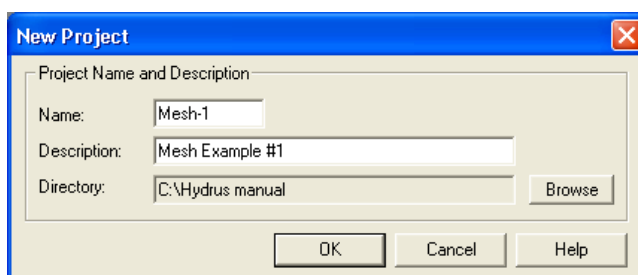 New Project
Project Name and Description
Name: Mesh-1
Description: Mesh Example #1
Directory: C:\Hydrus manual Browse
OK Cancel Help